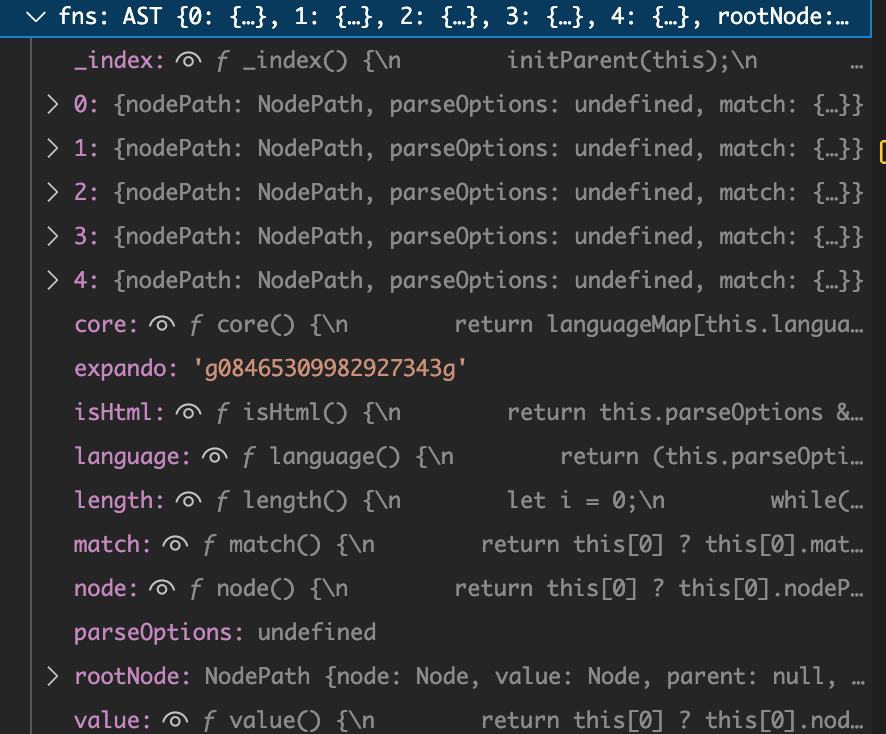 fns: AST {0: {…}, 1: {…}, 2: {…}, 3: {…}, 4: {…}, rootNode:…
_index: ƒ _index() {\n        initParent(this);\n        …
0: {nodePath: NodePath, parseOptions: undefined, match: {…}}
1: {nodePath: NodePath, parseOptions: undefined, match: {…}}
2: {nodePath: NodePath, parseOptions: undefined, match: {…}}
3: {nodePath: NodePath, parseOptions: undefined, match: {…}}
4: {nodePath: NodePath, parseOptions: undefined, match: {…}}
core: ƒ core() {\n        return languageMap[this.langua…
expando: 'g08465309982927343g'
isHtml: ƒ isHtml() {\n        return this.parseOptions &…
language: ƒ language() {\n        return (this.parseOpti…
length: ƒ length() {\n        let i = 0;\n        while(…
match: ƒ match() {\n        return this[0] ? this[0].mat…
node: ƒ node() {\n        return this[0] ? this[0].nodeP…
parseOptions: undefined
rootNode: NodePath {node: Node, value: Node, parent: null, …
value: ƒ value() {\n        return this[0] ? this[0].nod…